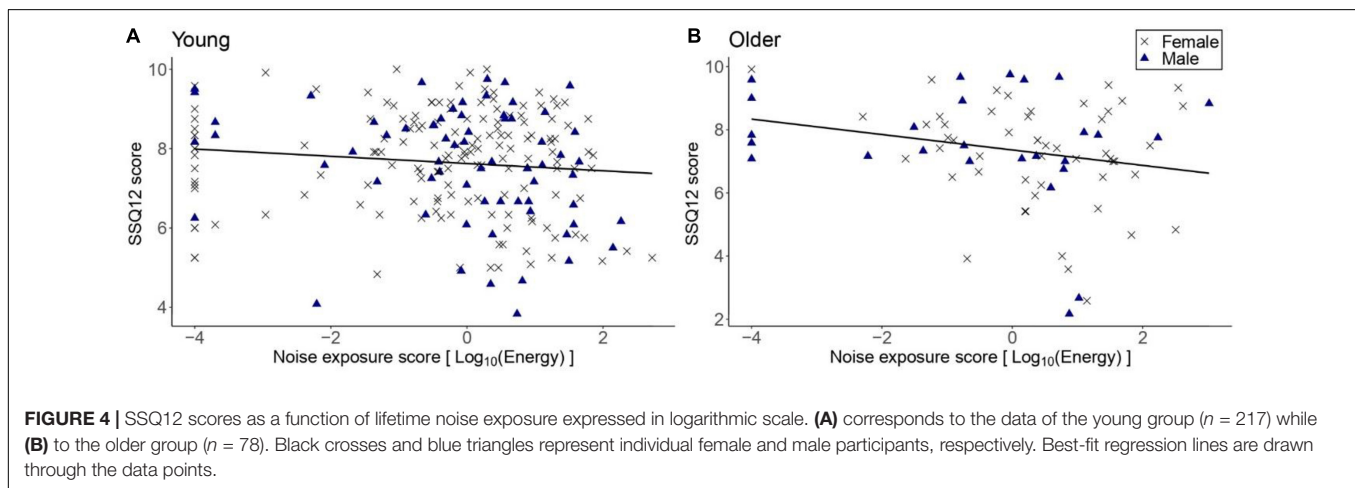 A Young
10
8
6
4
SSQ12 score
−4 −2 0 2
Noise exposure score [ Log10(Energy) ]
B Older
10
8
6
4
2
SSQ12 score
−4 −2 0 2
Noise exposure score [ Log10(Energy) ]
Female
Male
FIGURE 4 | SSQ12 scores as a function of lifetime noise exposure expressed in logarithmic scale. (A) corresponds to the data of the young group (n = 217) while
(B) to the older group (n = 78). Black crosses and blue triangles represent individual female and male participants, respectively. Best-fit regression lines are drawn
through the data points.